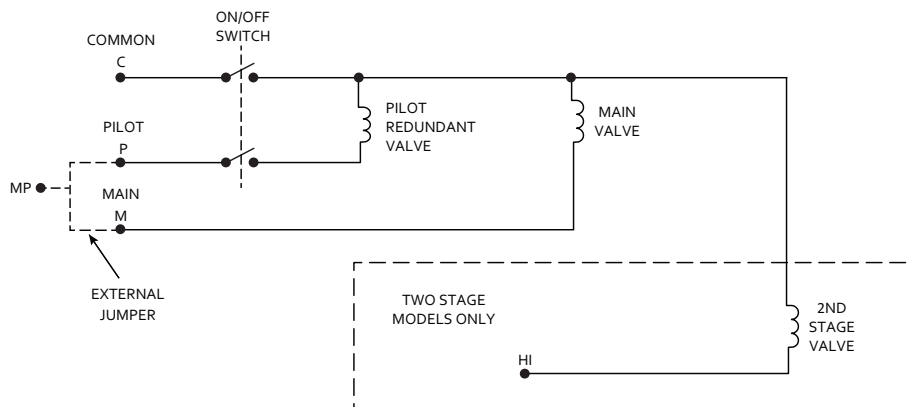 ON/OFF
SWITCH
COMMON
C
PILOT
REDUNDANT
VALVE
MAIN
VALVE
PILOT
P
MP
MAIN
M
EXTERNAL
JUMPER
TWO STAGE
MODELS ONLY
2ND
STAGE
VALVE
HI